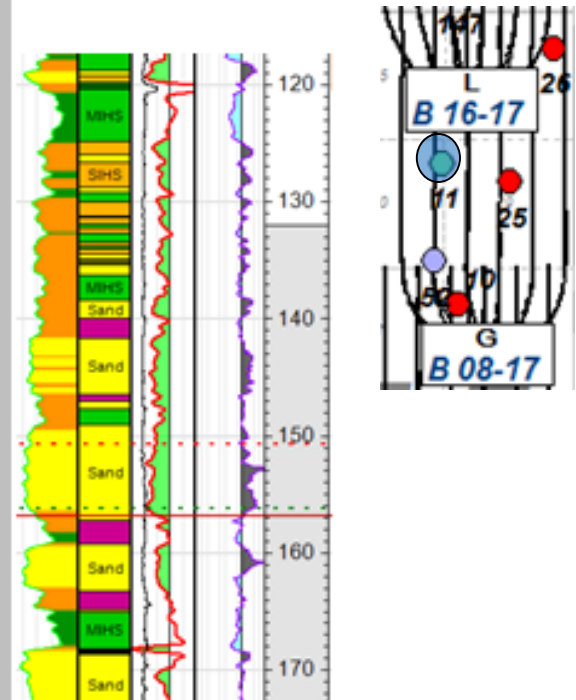 MIHS
SIHS
MIHS
Sand
Sand
Sand
Sand
MIHS
Sand
120
130
140
150
160
170
147
26
L
B 16-17
11
25
10
52
G
B 08-17